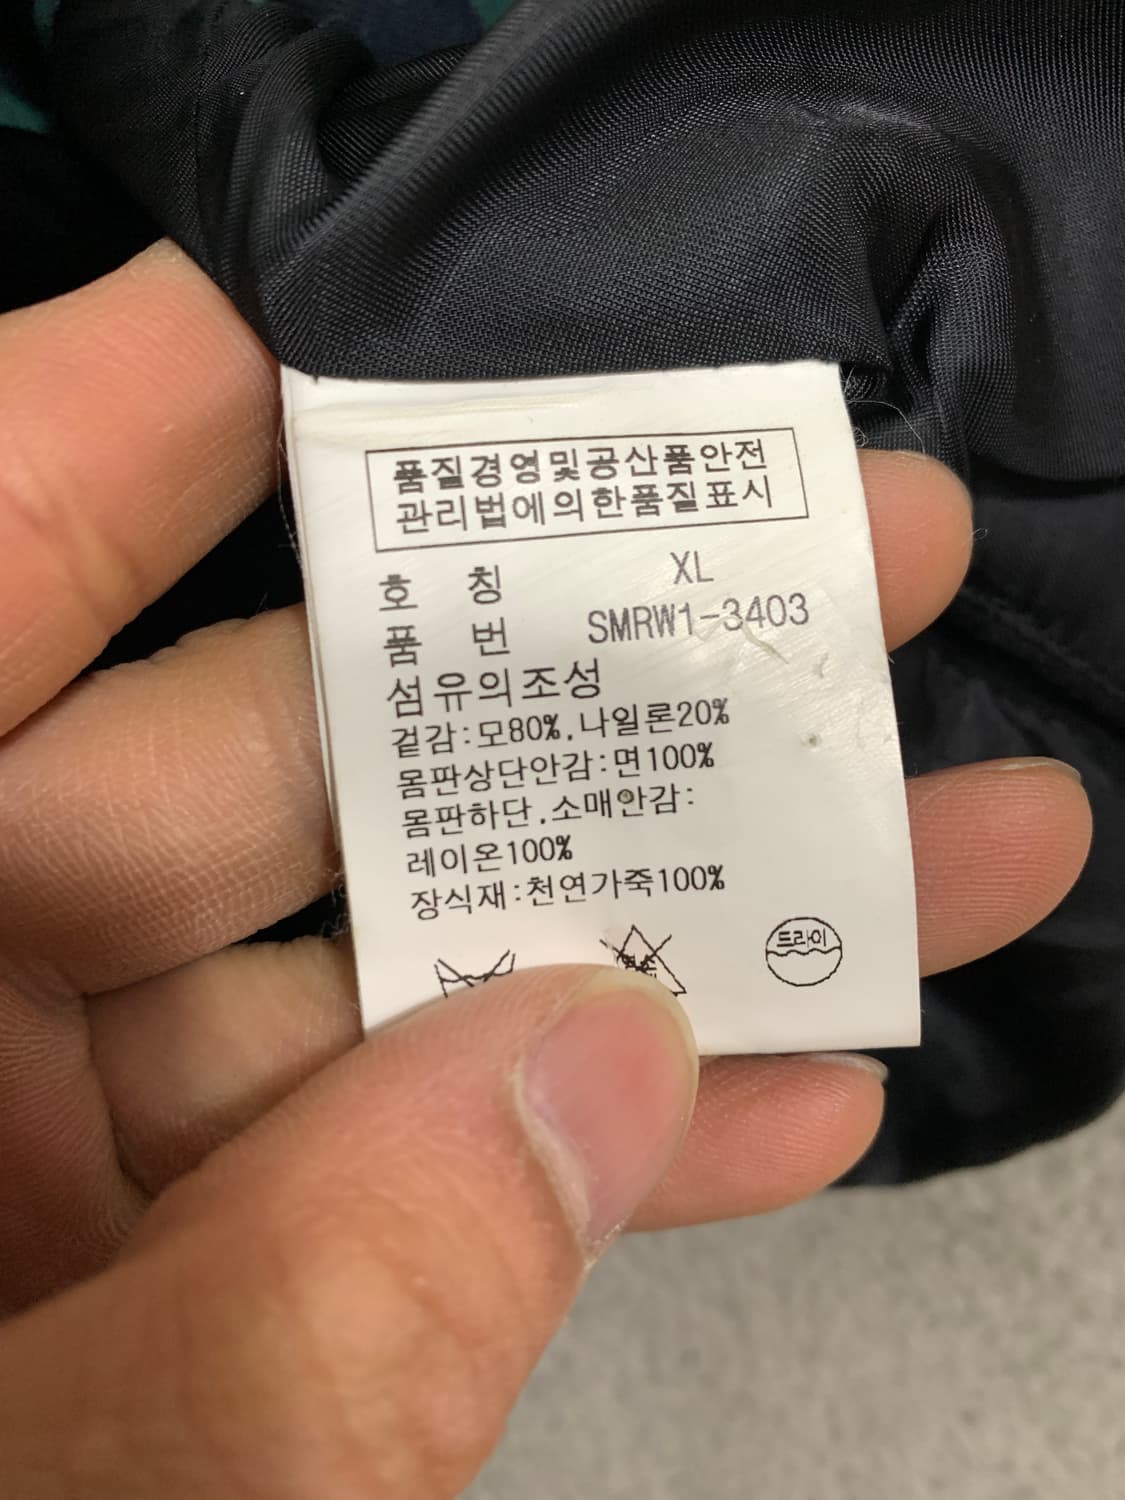 품질경영및공산품안전
관리법에의한품질표시
호 칭 XL
품 번 SMRW1-3403
섬유의조성
겉감:모80%,나일론20%
몸판상단안감:면100%
몸판하단,소매안감:
레이온100%
장식재:천연가죽100%
드라이